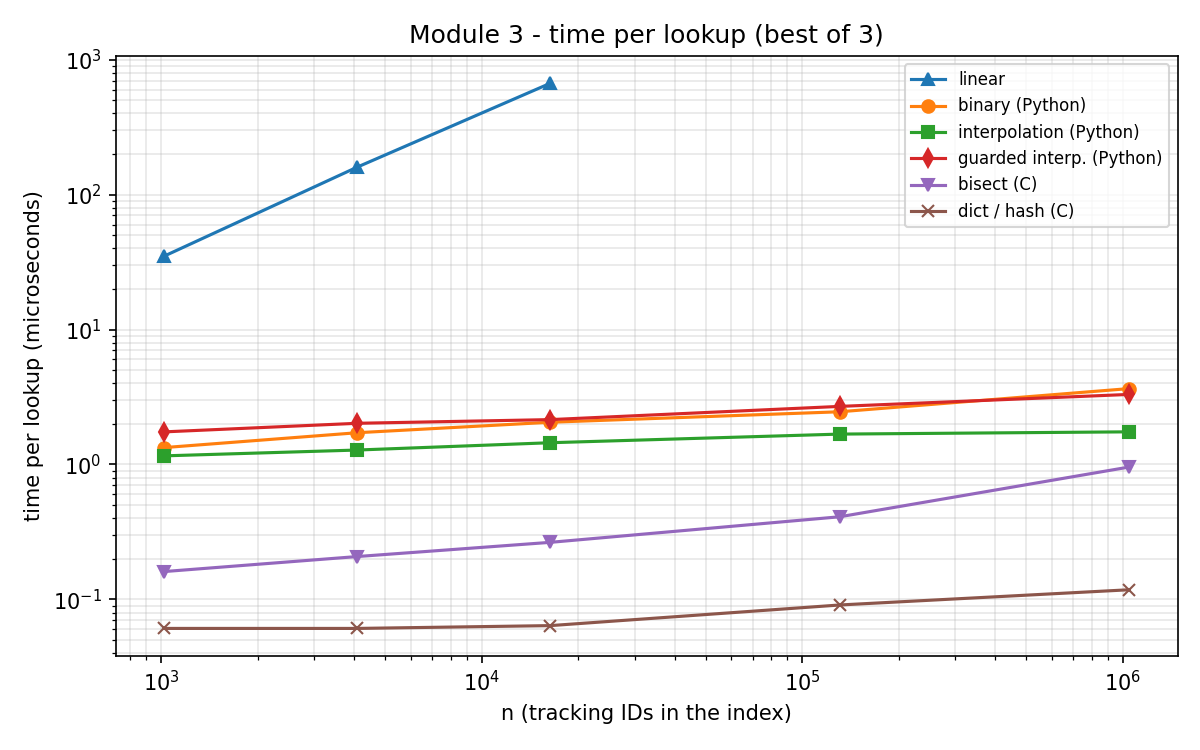 Module 3 - time per lookup (best of 3)
time per lookup (microseconds)
10³
10²
10¹
10⁰
10⁻¹
linear
binary (Python)
interpolation (Python)
guarded interp. (Python)
bisect (C)
dict / hash (C)
10³ 10⁴ 10⁵ 10⁶
n (tracking IDs in the index)